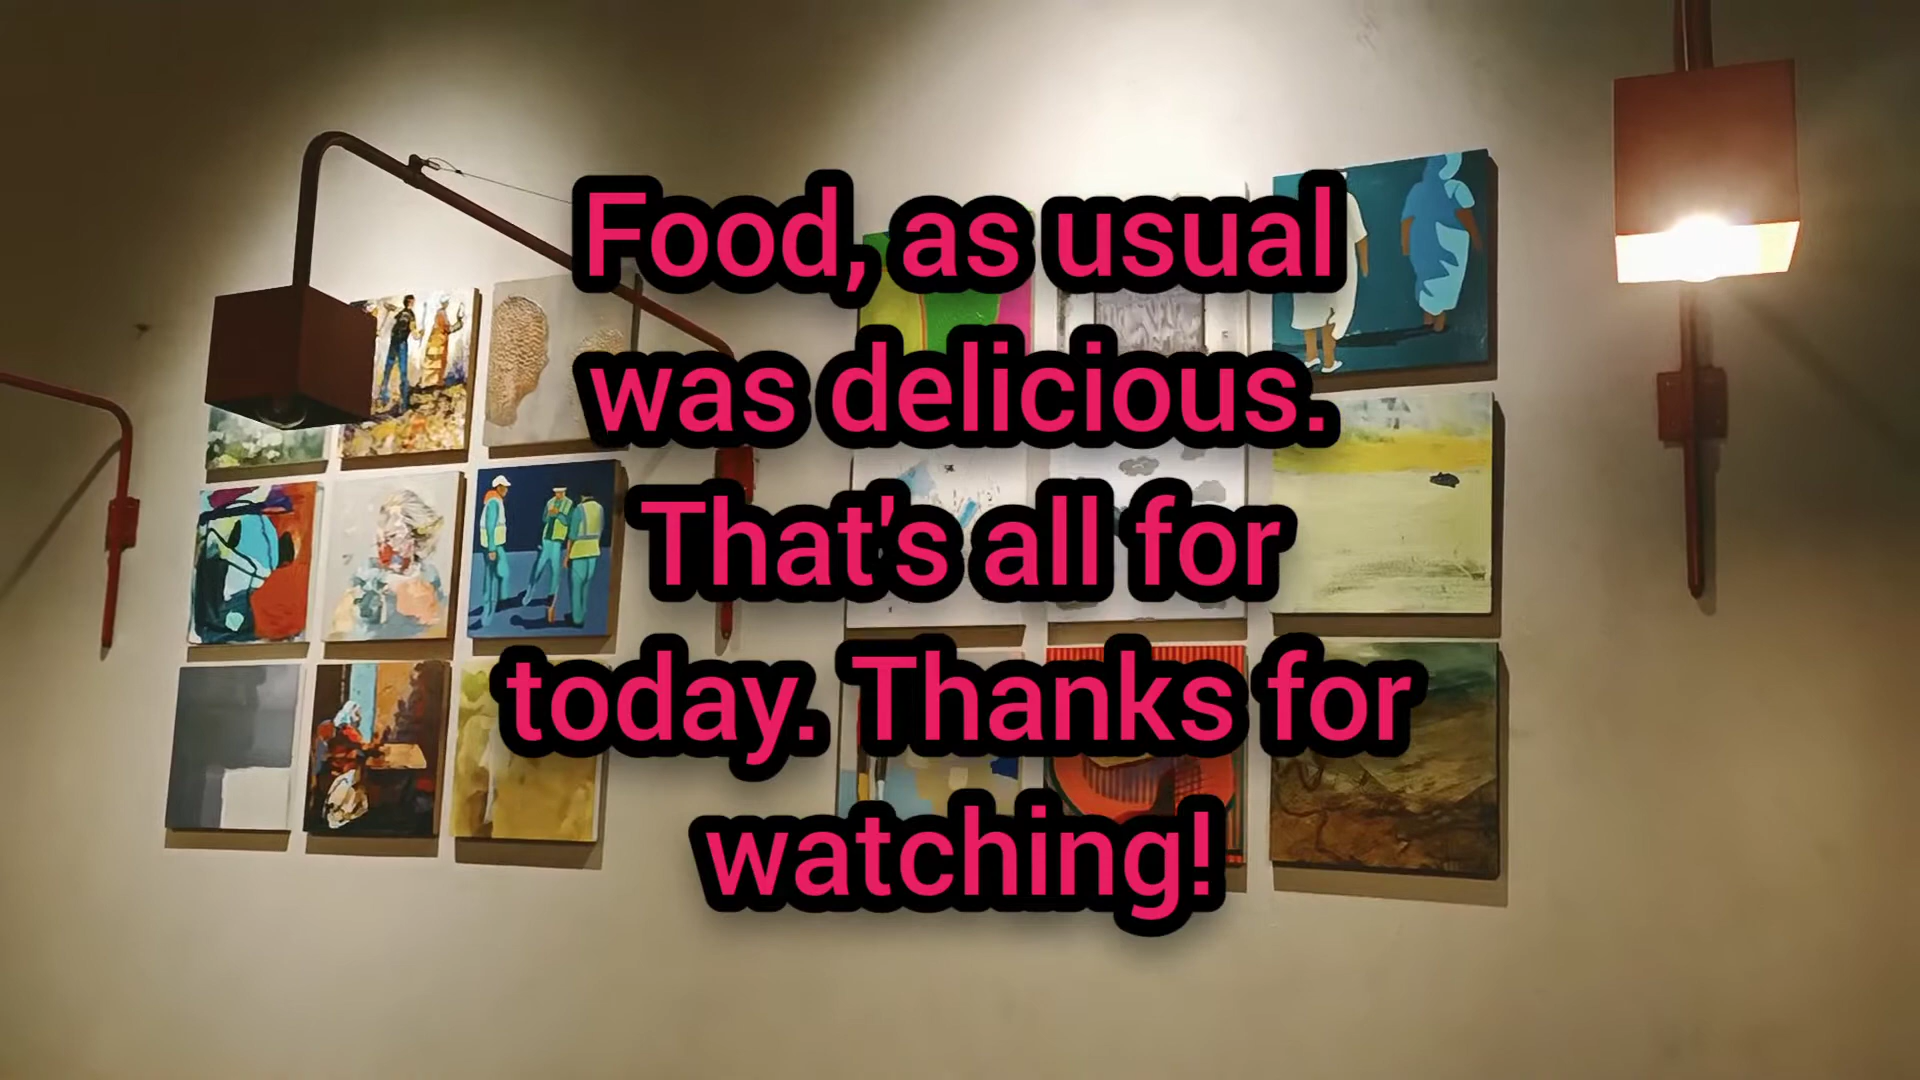 Food, as usual
was delicious.
That's all for
today. Thanks for
watching!